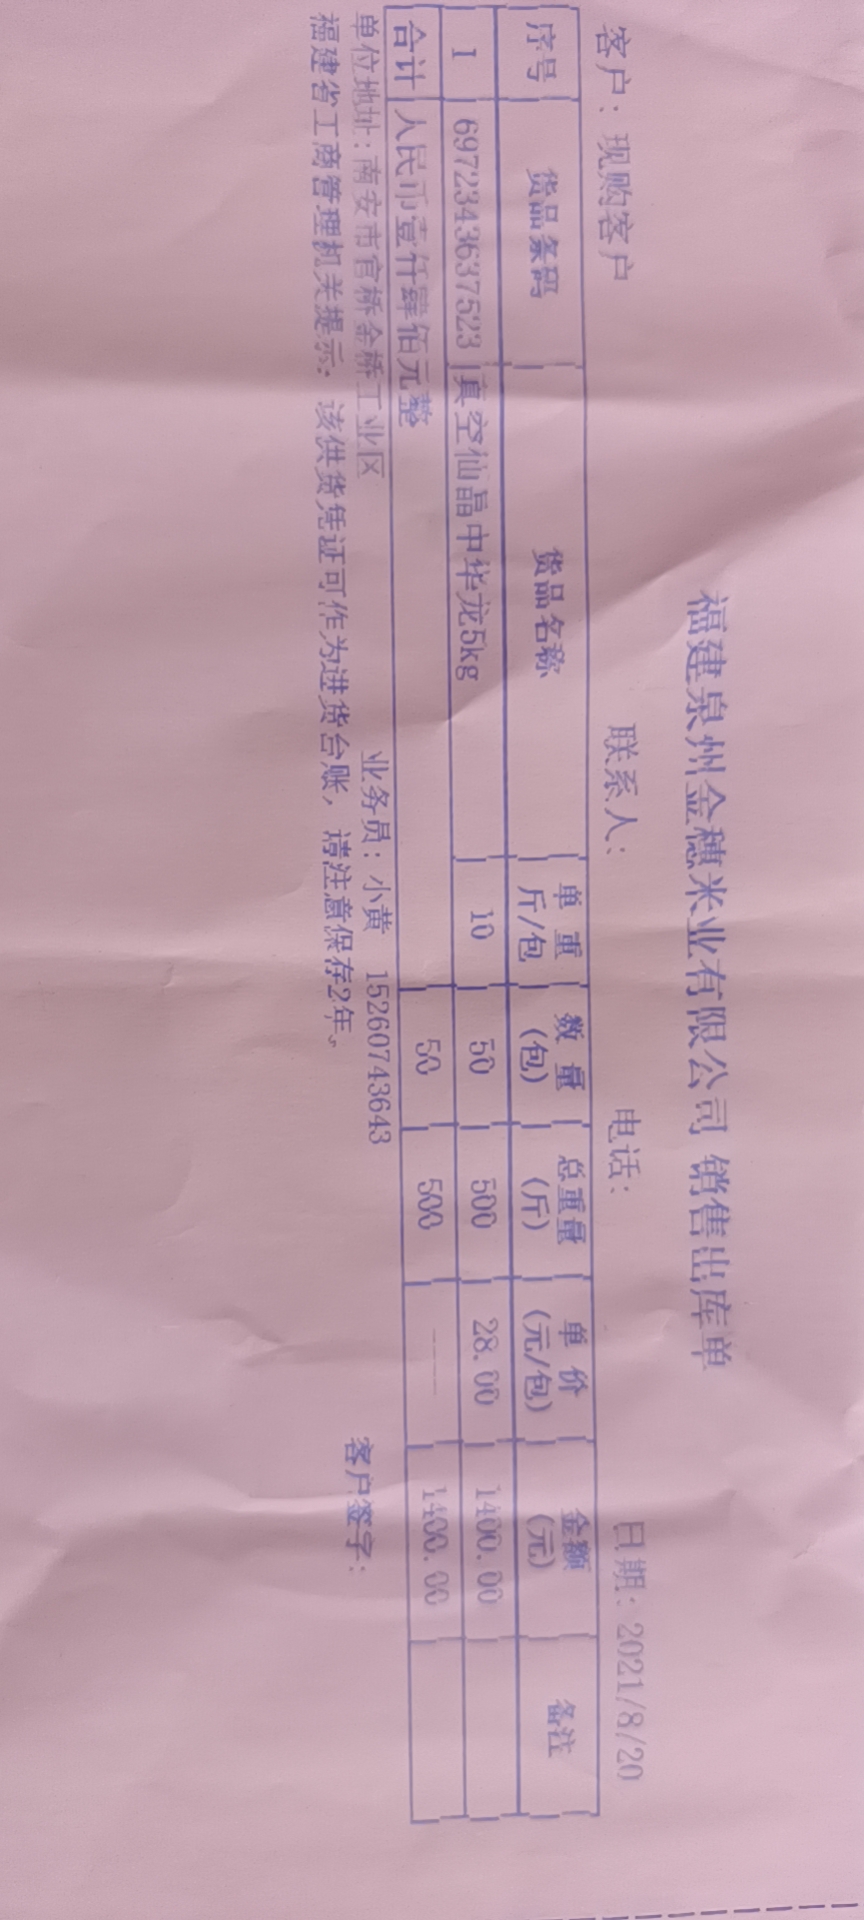 福建泉州金穗米业有限公司 销售出库单
客户：现购客户 联系人： 电话： 日期：2021/8/20
序号 货品条码 货品名称 单重 斤/包 数量 (包) 总重量 (斤) 单价 (元/包) 金额 (元) 备注
1 6972343637523 真空仙晶中华龙5kg 10 50 500 28.00 1400.00
合计 人民币壹仟肆佰元整 50 500 —— 1400.00
单位地址：南安市官桥金桥工业区 业务员：小黄 15260743643 客户签字：
福建省工商管理机关提示：该供货凭证可作为进货台账，请注意保存2年。